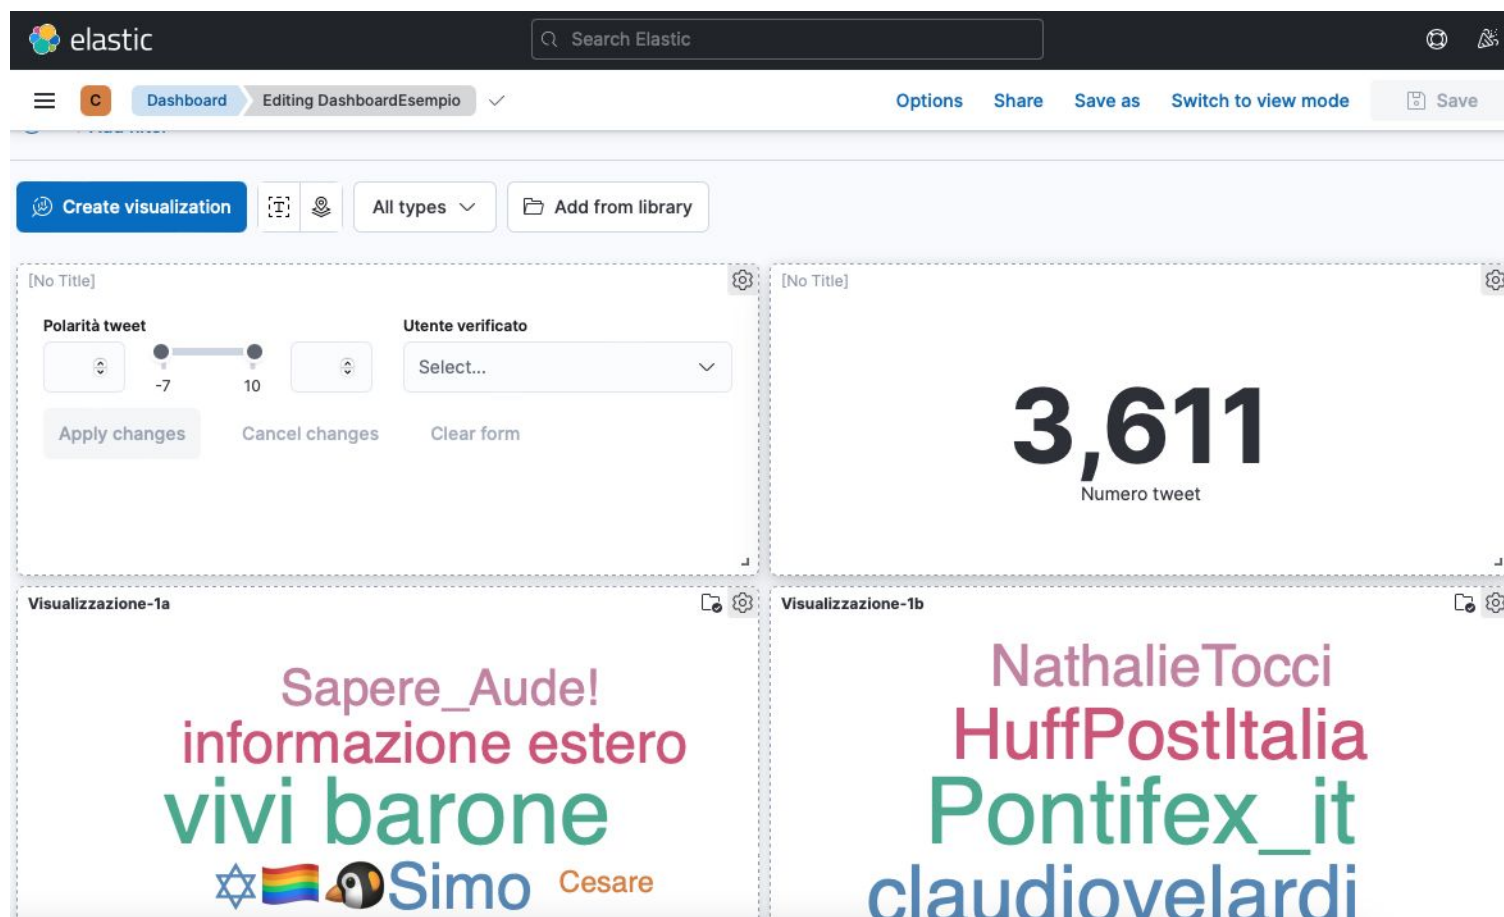 elastic
Search Elastic
C
Dashboard
Editing DashboardEsempio
Options
Share
Save as
Switch to view mode
Save
Create visualization
All types
Add from library
[No Title]
Polarità tweet
Utente verificato
Select...
-7
10
Apply changes
Cancel changes
Clear form
[No Title]
3,611
Numero tweet
Visualizzazione-1a
Sapere_Aude!
informazione estero
vivi barone
✡🏳️‍🌈🐧Simo
Cesare
Visualizzazione-1b
NathalieTocci
HuffPostItalia
Pontifex_it
claudiovelardi